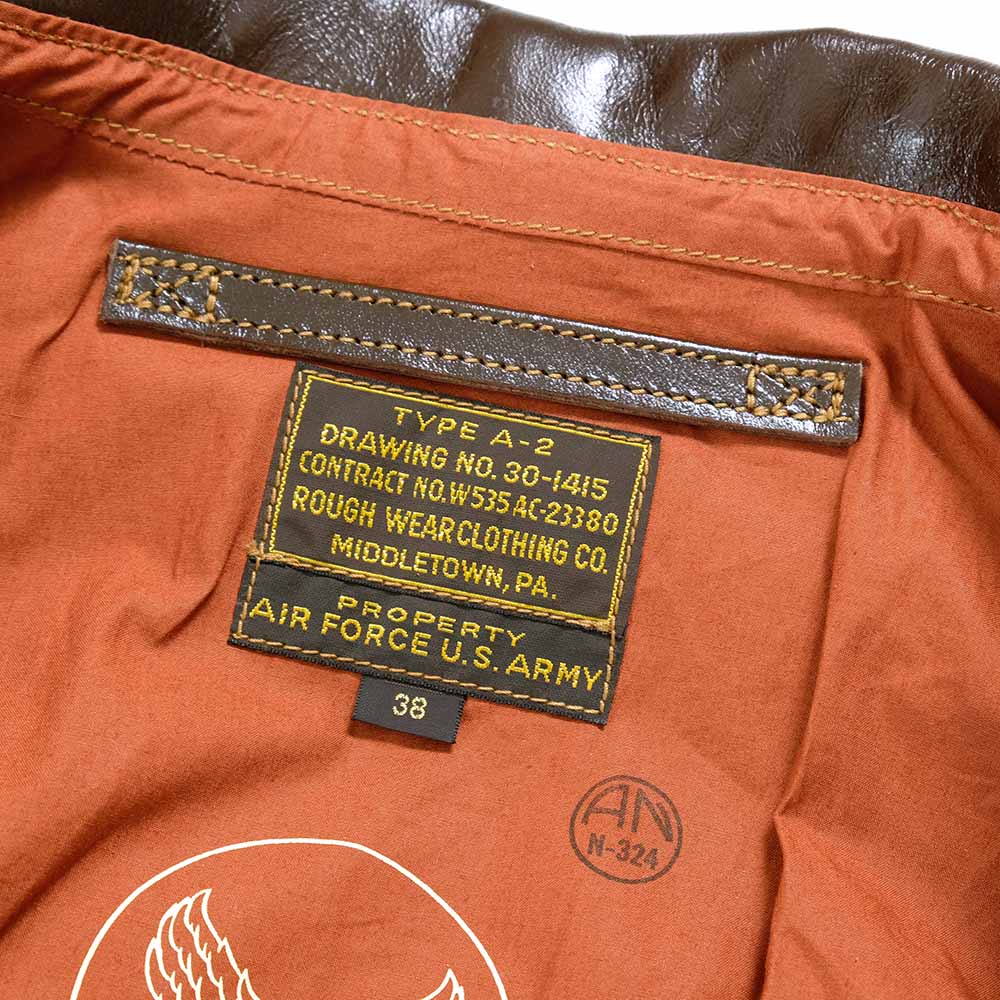 TYPE A-2
DRAWING NO. 30-1415
CONTRACT NO. W535 AC-23380
ROUGH WEAR CLOTHING CO.
MIDDLETOWN, PA.
PROPERTY
AIR FORCE U.S. ARMY
38
AN
N-324